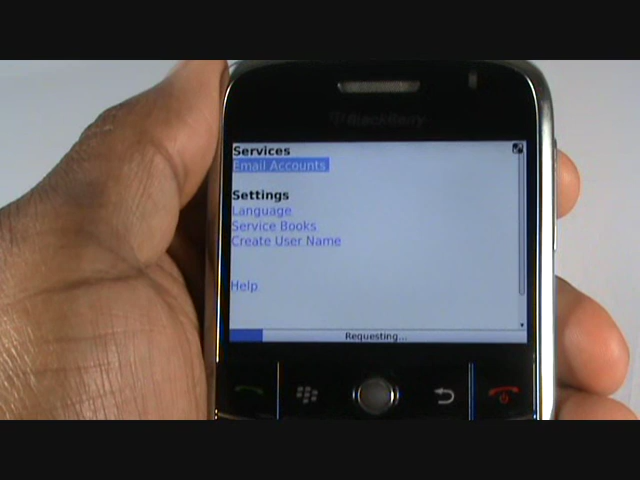 BlackBerry
Services
Email Accounts
Settings
Language
Service Books
Create User Name
Help
Requesting...